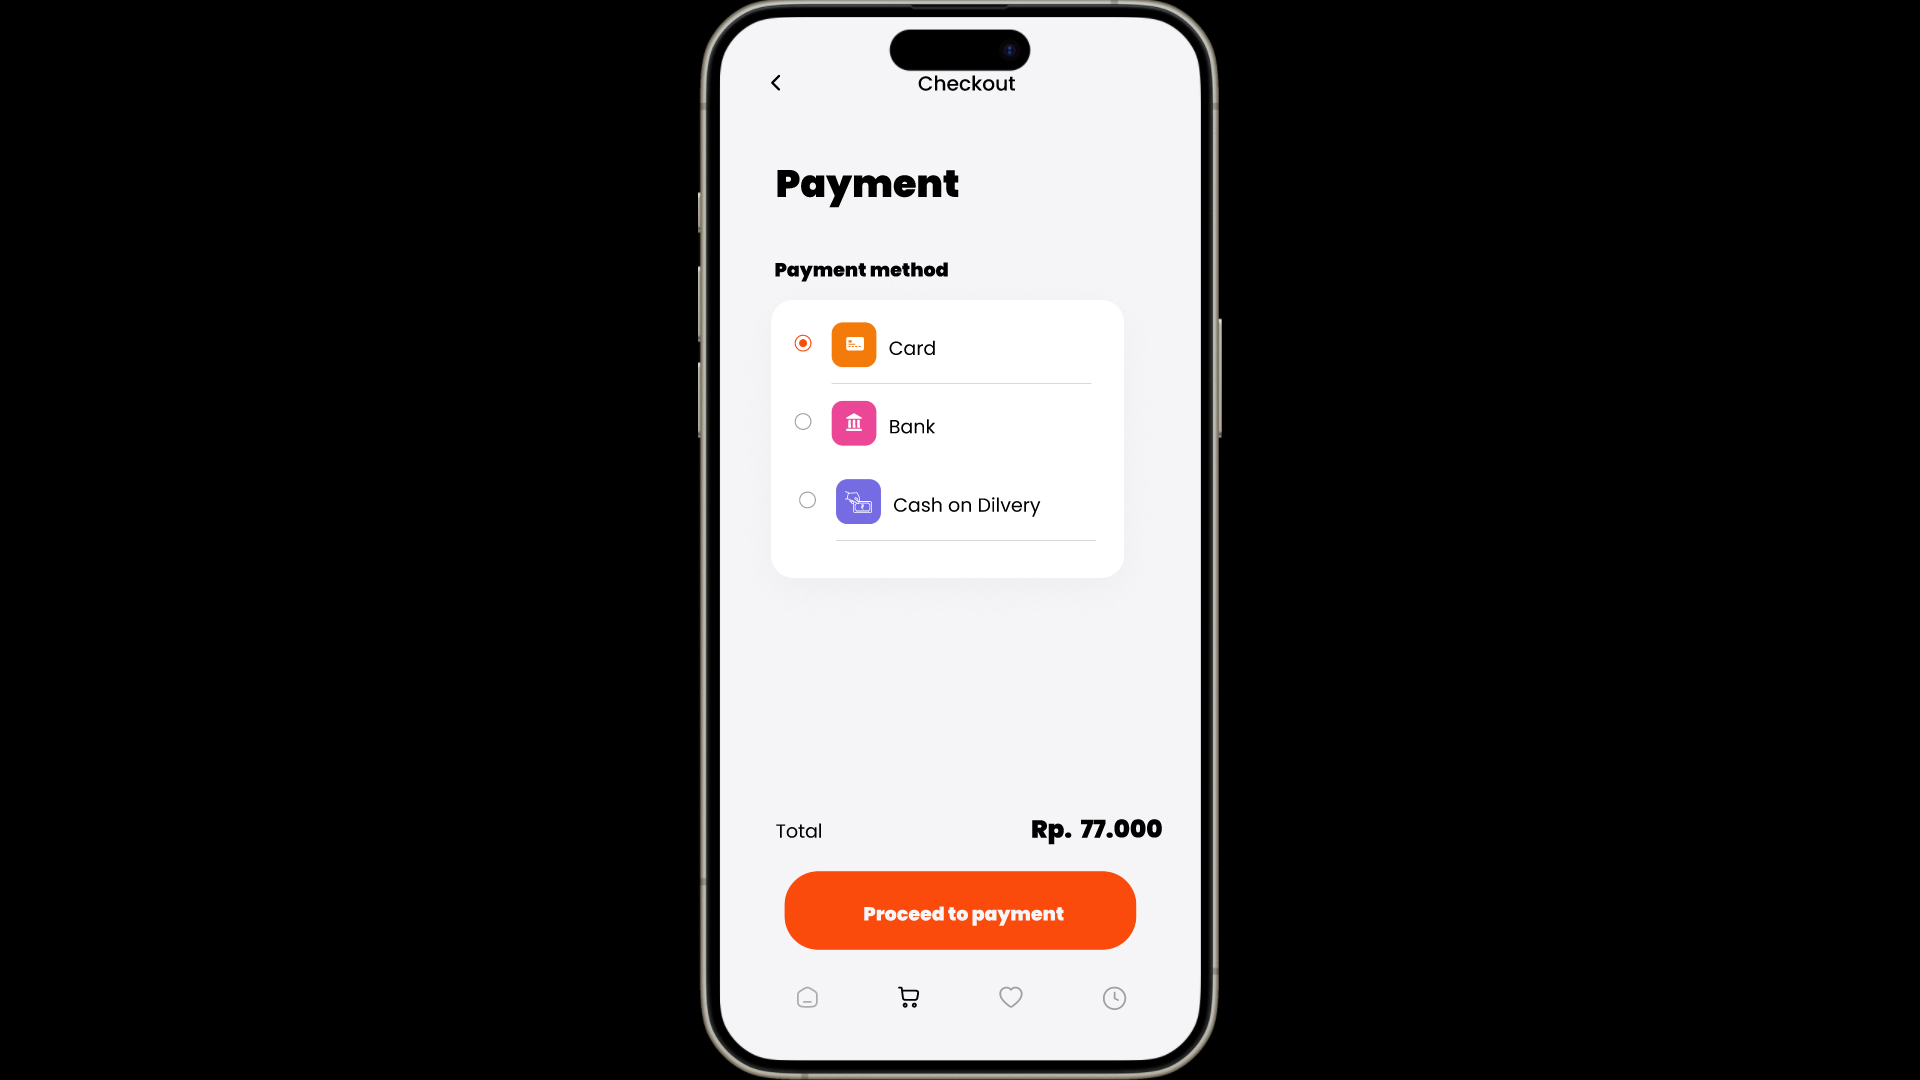 Checkout
Payment
Payment method
Card
Bank
Cash on Dilvery
Total Rp. 77.000
Proceed to payment